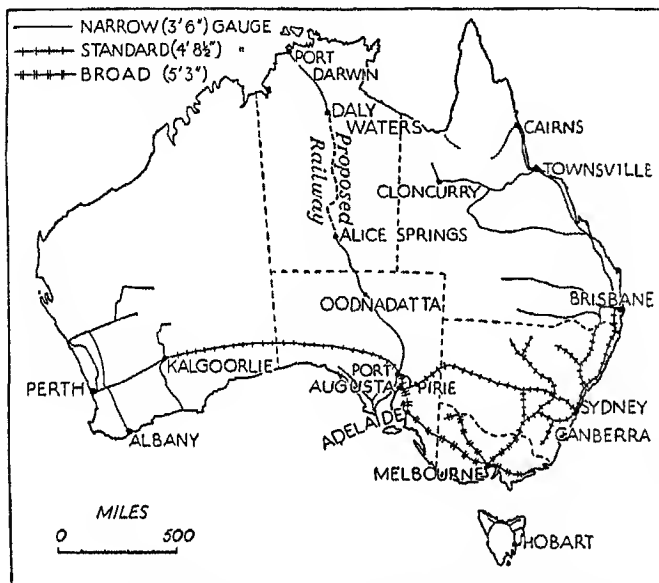 NARROW (3'6") GAUGE
STANDARD (4'8½") "
BROAD (5'3")
PORT
DARWIN
DALY
WATERS
CAIRNS
TOWNSVILLE
CLONCURRY
Proposed
Railway
ALICE SPRINGS
OODNADATTA
BRISBANE
KALGOORLIE
PORT
AUGUSTA
PIRIE
PERTH
ADELAIDE
SYDNEY
CANBERRA
ALBANY
MELBOURNE
MILES
0 500
HOBART